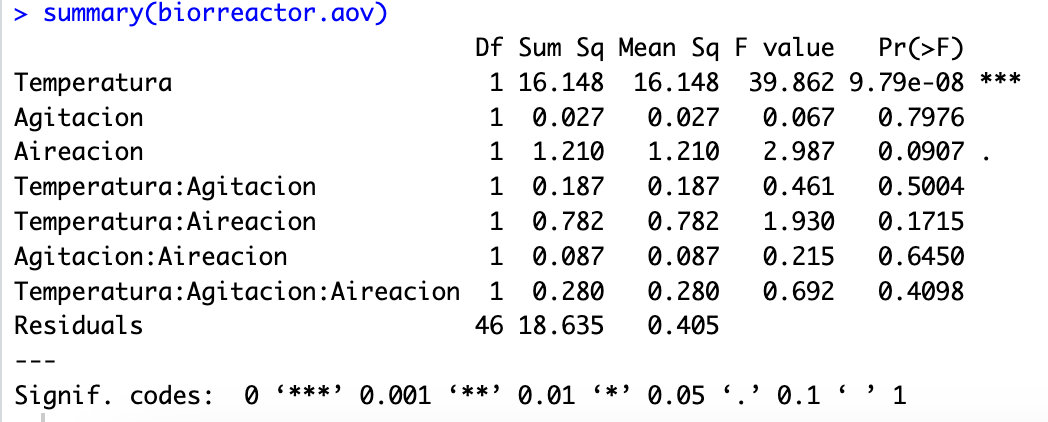 > summary(biorreactor.aov)
Df Sum Sq Mean Sq F value Pr(>F)
Temperatura 1 16.148 16.148 39.862 9.79e-08 ***
Agitacion 1 0.027 0.027 0.067 0.7976
Aireacion 1 1.210 1.210 2.987 0.0907 .
Temperatura:Agitacion 1 0.187 0.187 0.461 0.5004
Temperatura:Aireacion 1 0.782 0.782 1.930 0.1715
Agitacion:Aireacion 1 0.087 0.087 0.215 0.6450
Temperatura:Agitacion:Aireacion 1 0.280 0.280 0.692 0.4098
Residuals 46 18.635 0.405
---
Signif. codes: 0 ‘***’ 0.001 ‘**’ 0.01 ‘*’ 0.05 ‘.’ 0.1 ‘ ’ 1